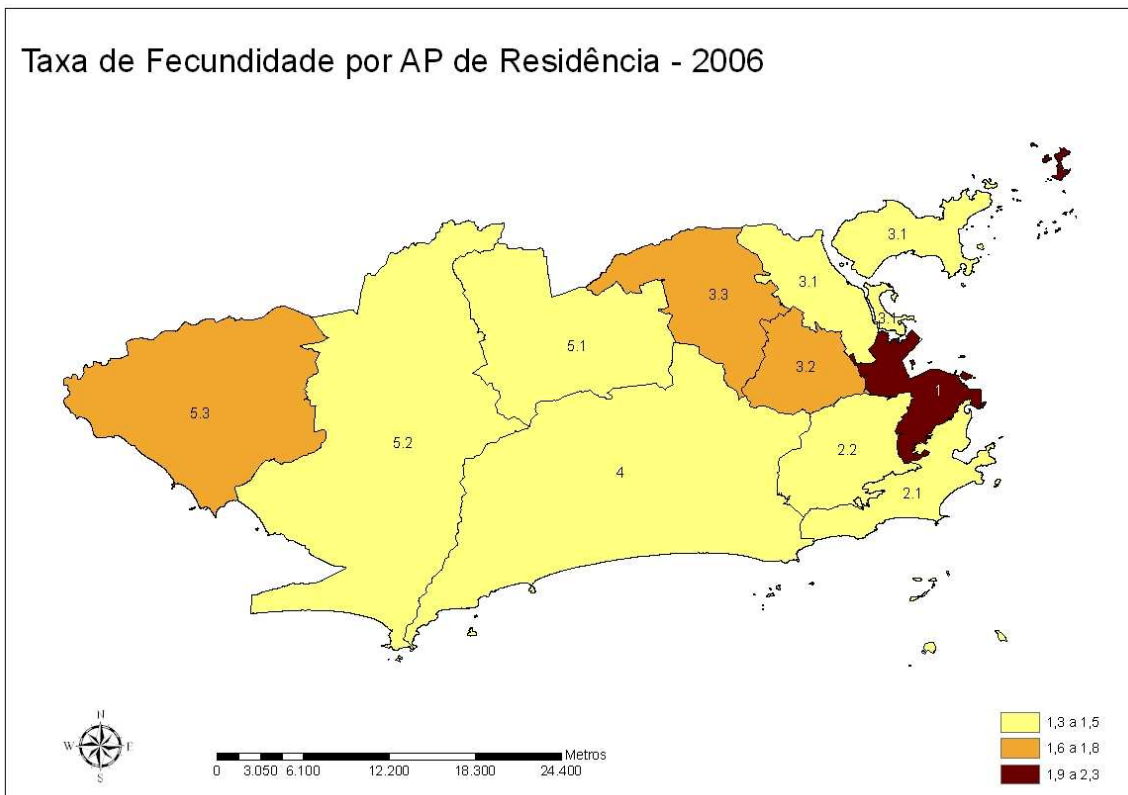 Taxa de Fecundidade por AP de Residência - 2006
3.1
3.1
3.3
3.1
5.1
3.2
1
5.3
5.2
2.2
4
2.1
N
W
E
S
Metros
0 3.050 6.100 12.200 18.300 24.400
1,3 a 1,5
1,6 a 1,8
1,9 a 2,3